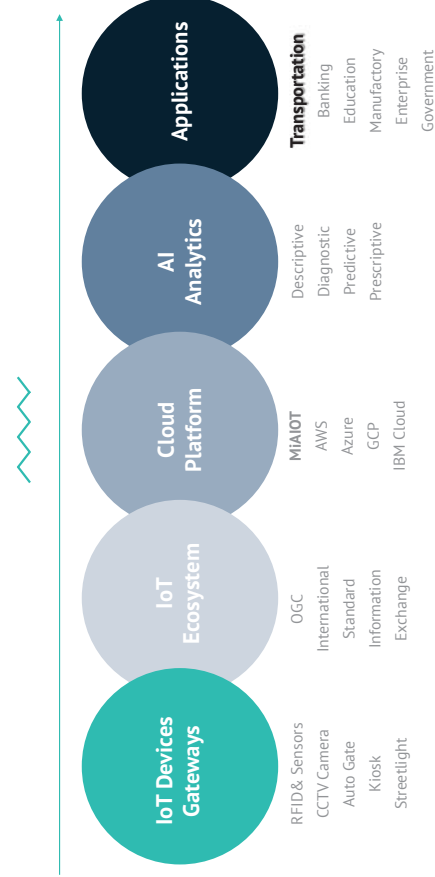 IoT Devices
Gateways
RFID& Sensors
CCTV Camera
Auto Gate
Kiosk
Streetlight
IoT
Ecosystem
OGC
International
Standard
Information
Exchange
Cloud
Platform
MiAIOT
AWS
Azure
GCP
IBM Cloud
AI
Analytics
Descriptive
Diagnostic
Predictive
Prescriptive
Applications
Transportation
Banking
Education
Manufactory
Enterprise
Government